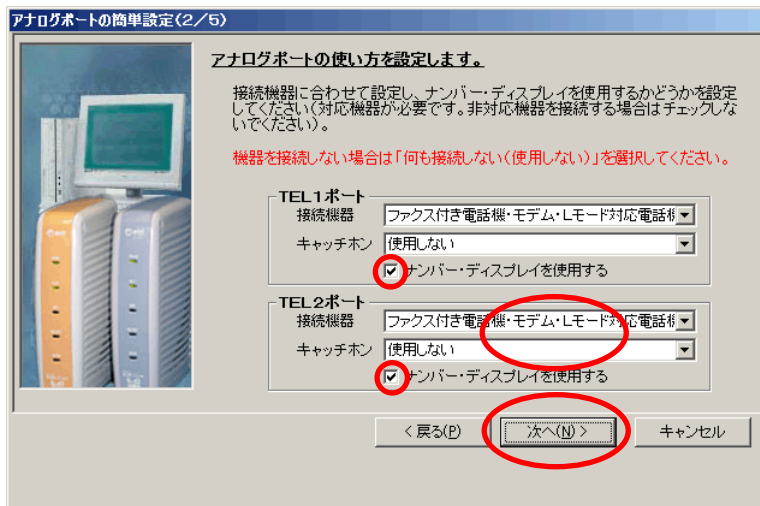 アナログポートの簡単設定(2/5)
アナログポートの使い方を設定します。
接続機器に合わせて設定し、ナンバー・ディスプレイを使用するかどうかを設定
してください(対応機器が必要です。非対応機器を接続する場合はチェックしな
いでください)。
機器を接続しない場合は「何も接続しない(使用しない)」を選択してください。
TEL1ポート
接続機器 ファクス付き電話機・モデム・Lモード対応電話機
キャッチホン 使用しない
ナンバー・ディスプレイを使用する
TEL2ポート
接続機器 ファクス付き電話機・モデム・Lモード対応電話機
キャッチホン 使用しない
ナンバー・ディスプレイを使用する
< 戻る(P) 次へ(N) > キャンセル